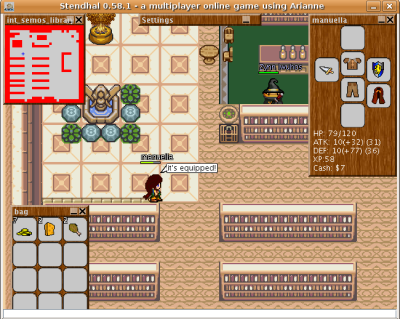 Stendhal 0.58.1 - a multiplayer online game using Arianne
int_semos_libra
Settings
manuella
manuella
It's equipped!
HP: 79/120
ATK: 10(+32) (31)
DEF: 10(+77) (36)
XP:58
Cash: $7
bag